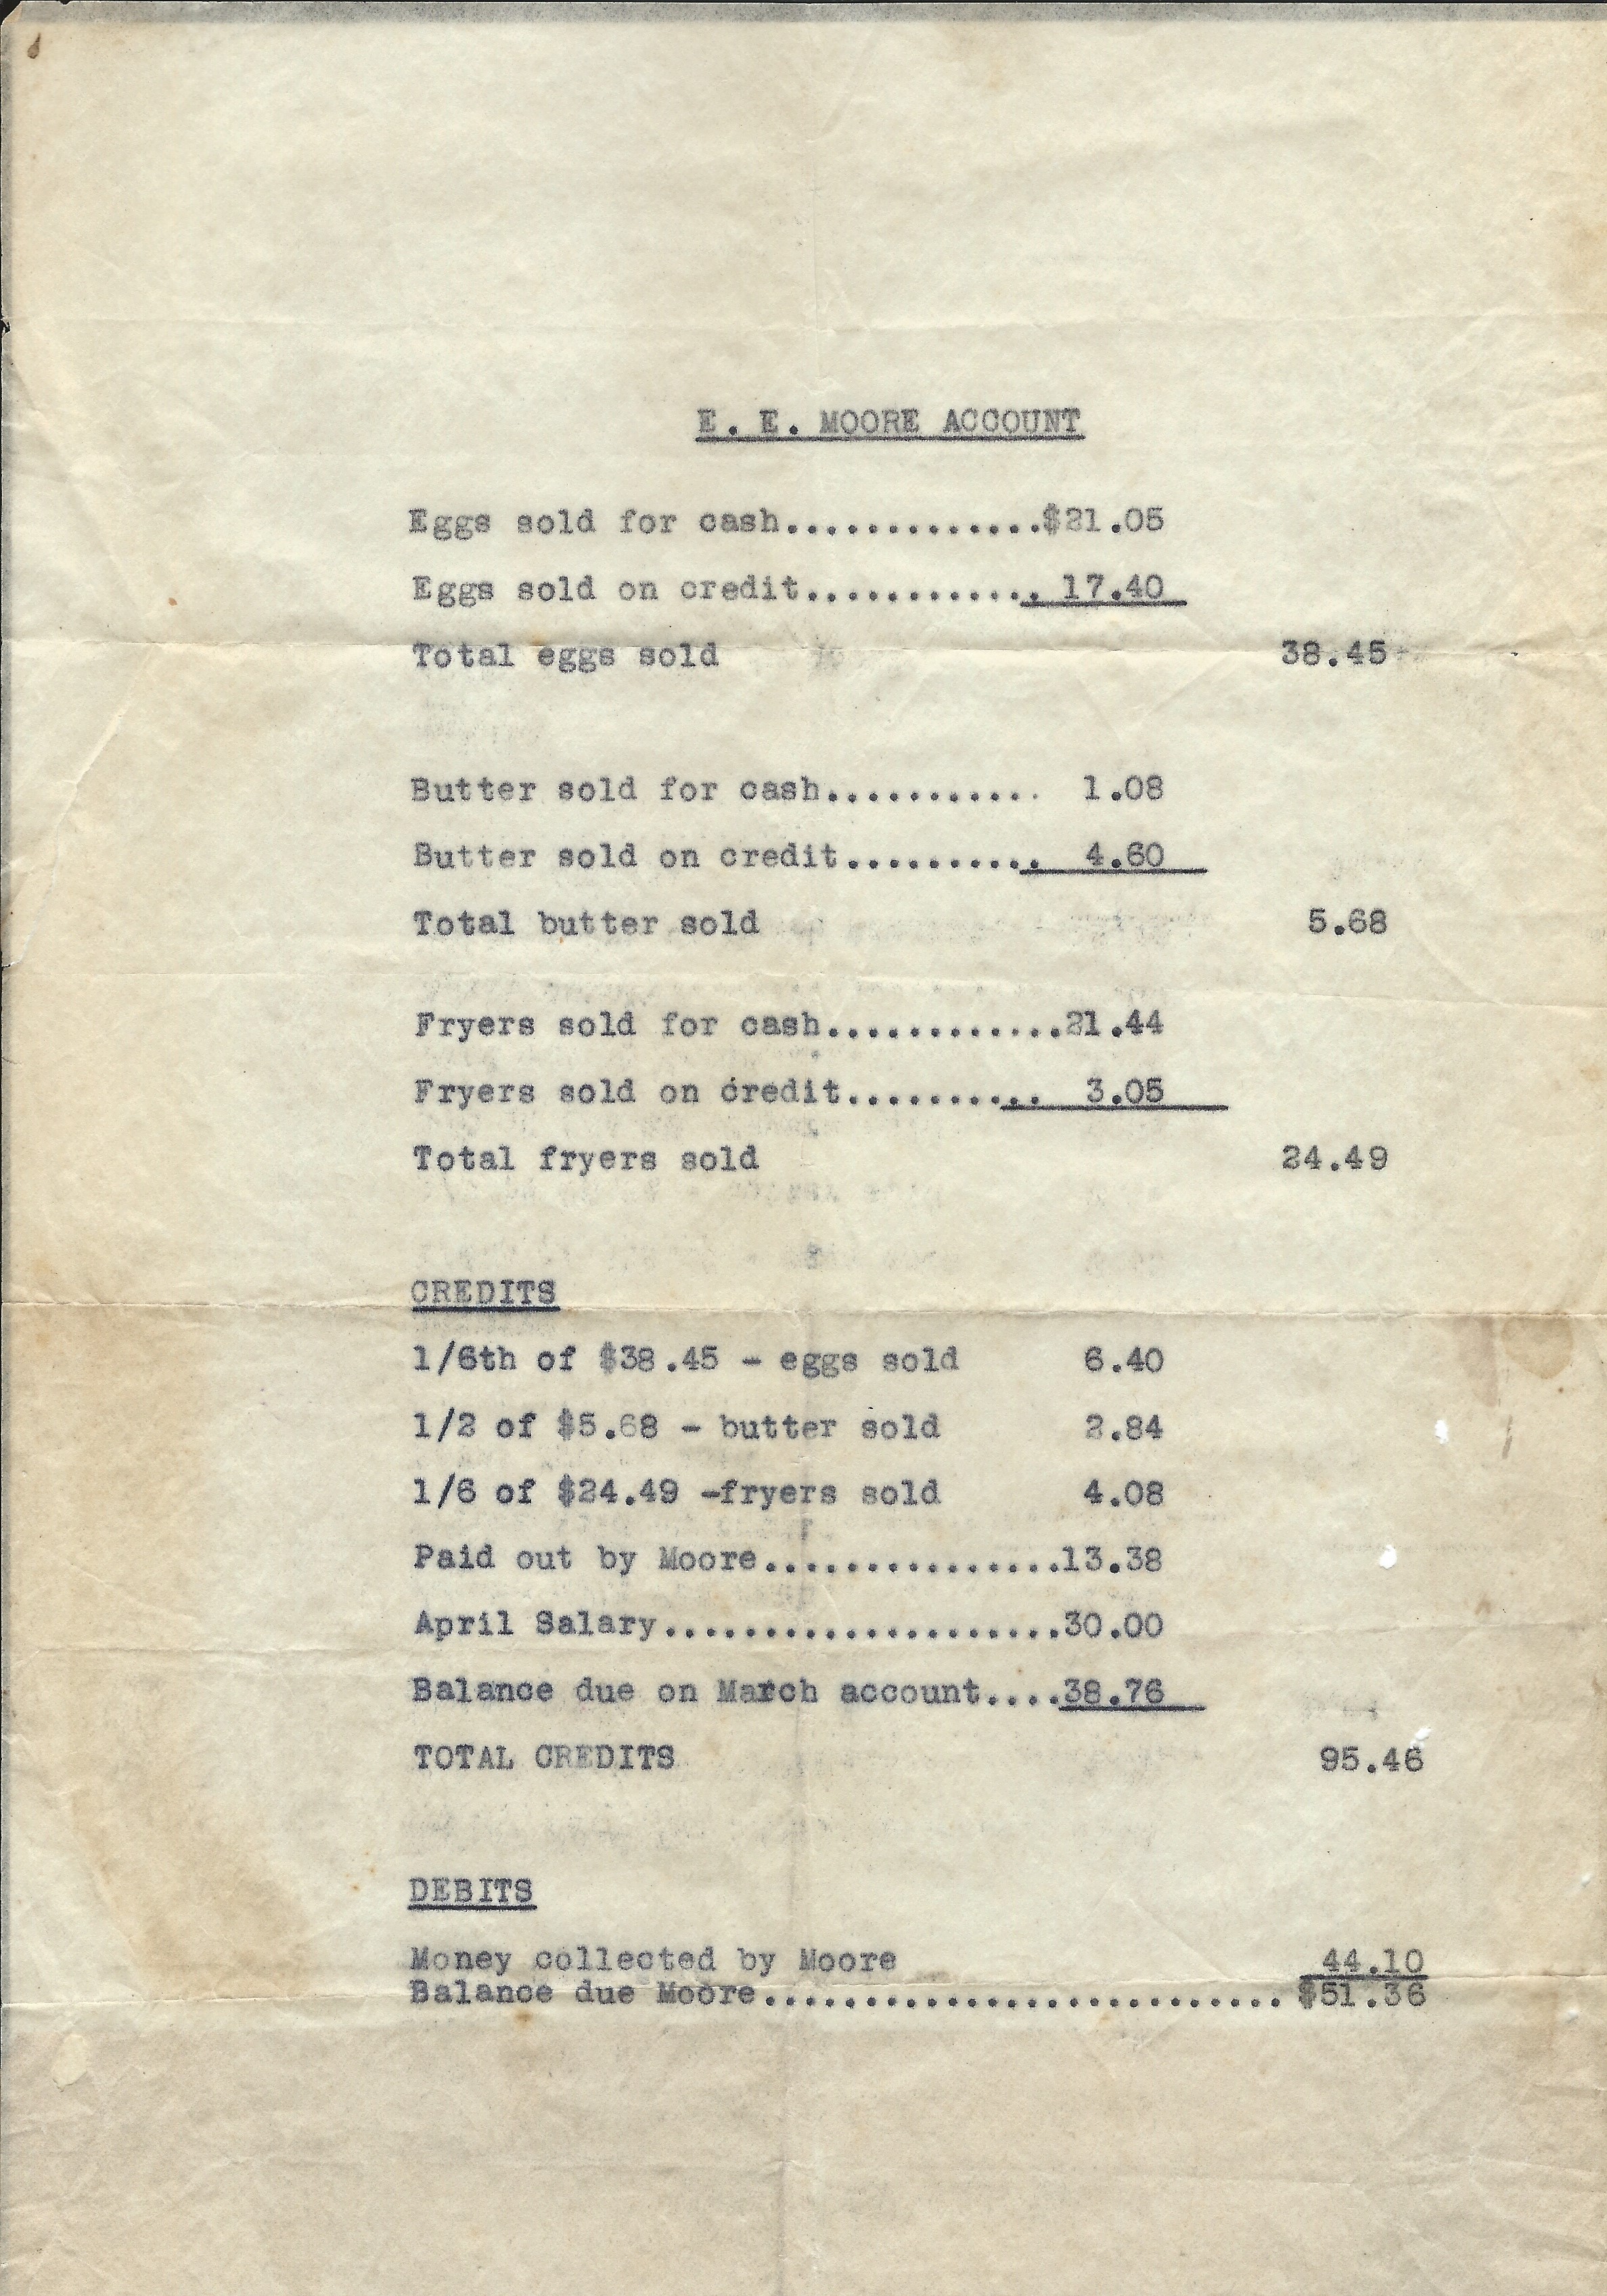 E. E. MOORE ACCOUNT
Eggs sold for cash.............$21.05
Eggs sold on credit............ 17.40
Total eggs sold 38.45
Butter sold for cash........... 1.08
Butter sold on credit.......... 4.60
Total butter sold 5.68
Fryers sold for cash............21.44
Fryers sold on credit.......... 3.05
Total fryers sold 24.49
CREDITS
1/6th of $38.45 - eggs sold 6.40
1/2 of $5.68 - butter sold 2.84
1/6 of $24.49 -fryers sold 4.08
Paid out by Moore...............13.38
April Salary....................30.00
Balance due on March account....38.76
TOTAL CREDITS 95.46
DEBITS
Money collected by Moore 44.10
Balance due Moore.......................... $51.36